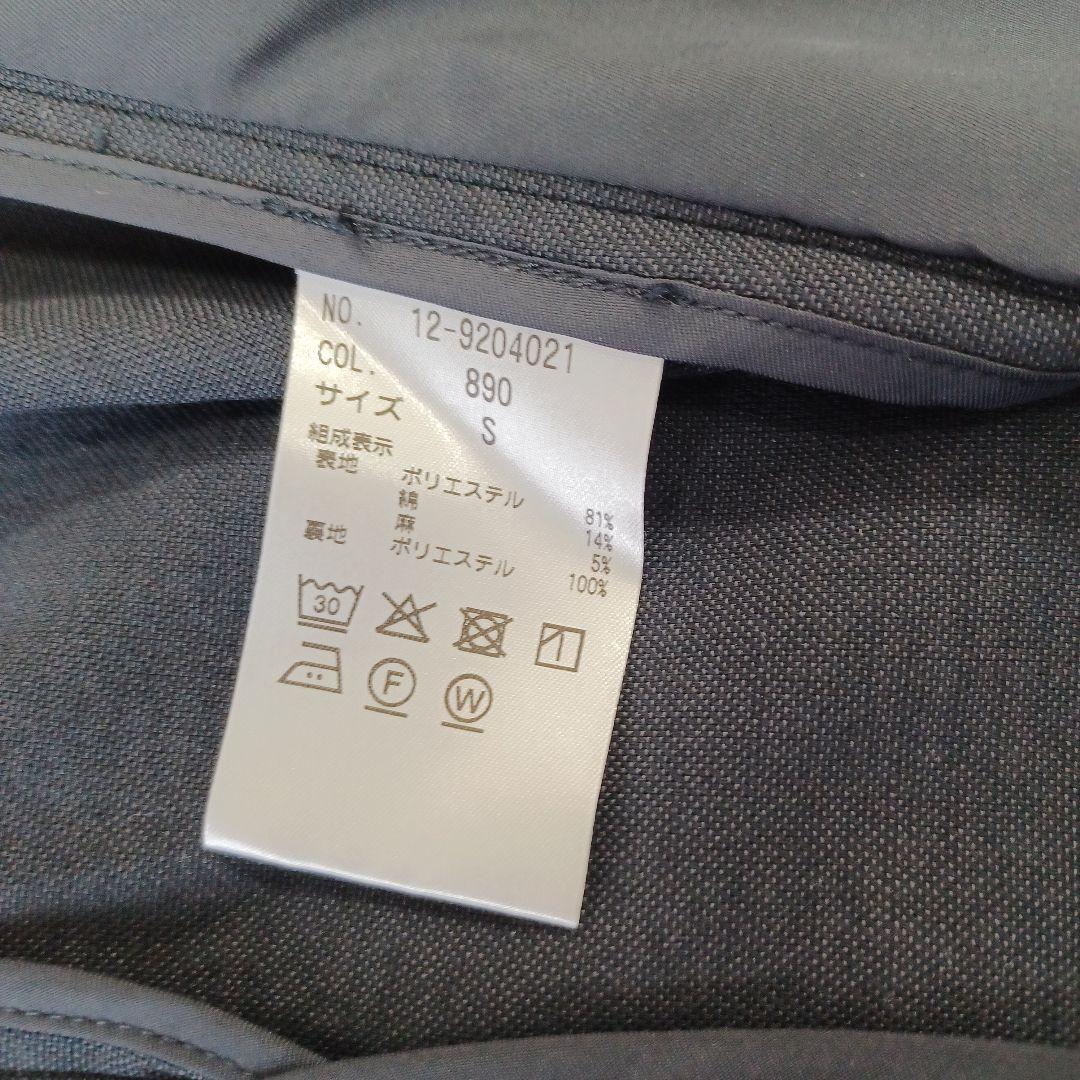 NO. 12-9204021
COL. 890
サイズ S
組成表示
表地 ポリエステル 81%
綿 14%
麻 5%
裏地 ポリエステル 100%
30
F W